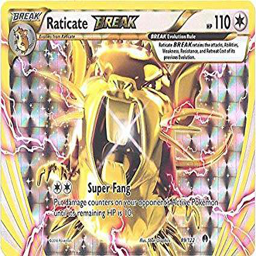 BREAK Raticate BREAK HP 110
Evolves from Raticate
BREAK Evolution Rule
Raticate BREAK retains the attacks, Abilities,
Weakness, Resistance, and Retreat Cost of its
previous Evolution.
Super Fang
Put damage counters on your opponent's Active Pokémon
until its remaining HP is 10.
89/122